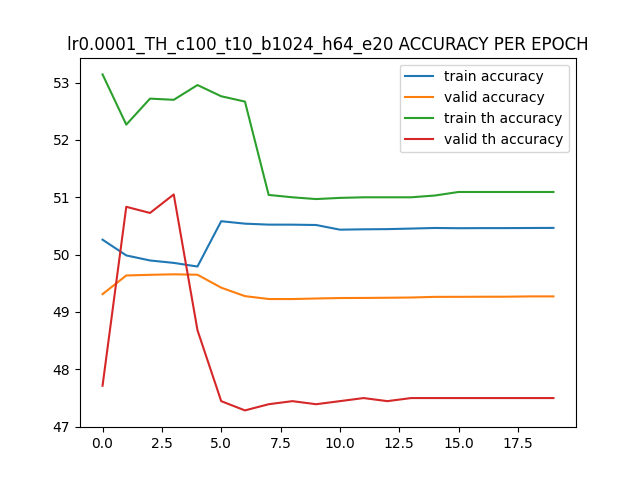 lr0.0001_TH_c100_t10_b1024_h64_e20 ACCURACY PER EPOCH
train accuracy
valid accuracy
train th accuracy
valid th accuracy
53
52
51
50
49
48
47
0.0 2.5 5.0 7.5 10.0 12.5 15.0 17.5